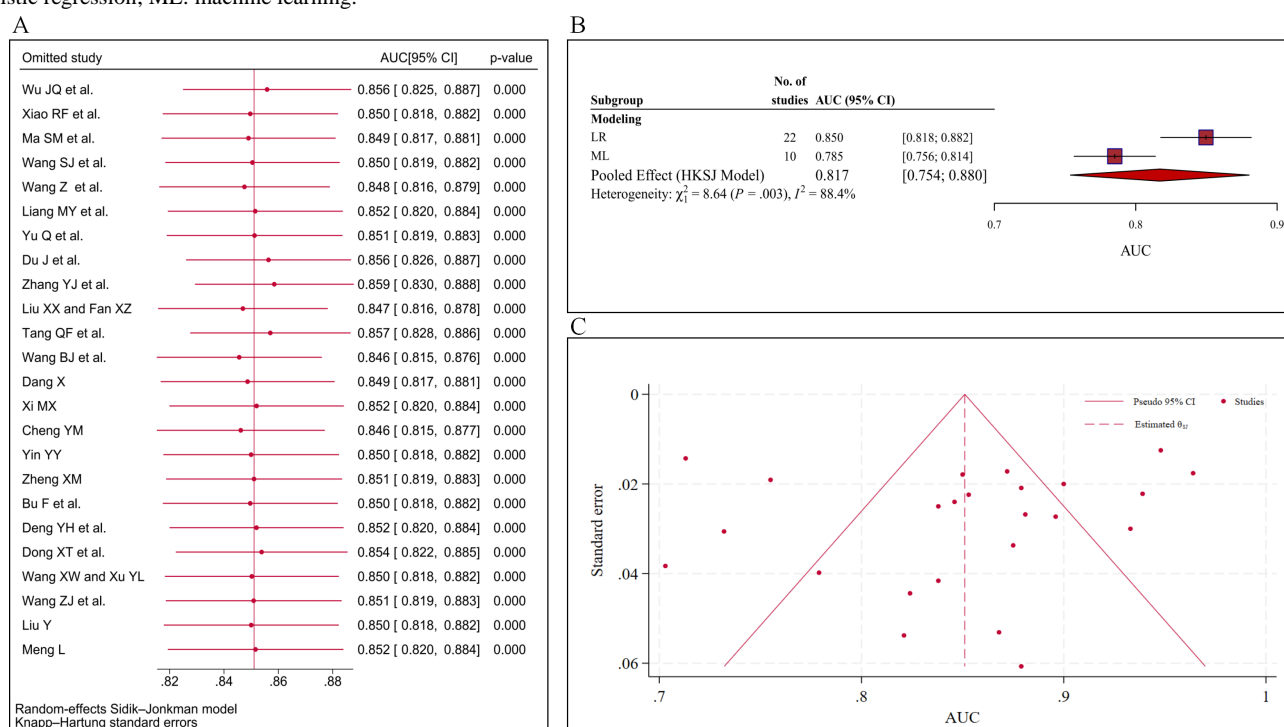 istic regression; ML: machine learning.
A
Omitted study AUC[95% CI] p-value
Wu JQ et al. 0.856 [ 0.825, 0.887] 0.000
Xiao RF et al. 0.850 [ 0.818, 0.882] 0.000
Ma SM et al. 0.849 [ 0.817, 0.881] 0.000
Wang SJ et al. 0.850 [ 0.819, 0.882] 0.000
Wang Z et al. 0.848 [ 0.816, 0.879] 0.000
Liang MY et al. 0.852 [ 0.820, 0.884] 0.000
Yu Q et al. 0.851 [ 0.819, 0.883] 0.000
Du J et al. 0.856 [ 0.826, 0.887] 0.000
Zhang YJ et al. 0.859 [ 0.830, 0.888] 0.000
Liu XX and Fan XZ 0.847 [ 0.816, 0.878] 0.000
Tang QF et al. 0.857 [ 0.828, 0.886] 0.000
Wang BJ et al. 0.846 [ 0.815, 0.876] 0.000
Dang X 0.849 [ 0.817, 0.881] 0.000
Xi MX 0.852 [ 0.820, 0.884] 0.000
Cheng YM 0.846 [ 0.815, 0.877] 0.000
Yin YY 0.850 [ 0.818, 0.882] 0.000
Zheng XM 0.851 [ 0.819, 0.883] 0.000
Bu F et al. 0.850 [ 0.818, 0.882] 0.000
Deng YH et al. 0.852 [ 0.820, 0.884] 0.000
Dong XT et al. 0.854 [ 0.822, 0.885] 0.000
Wang XW and Xu YL 0.850 [ 0.818, 0.882] 0.000
Wang ZJ et al. 0.851 [ 0.819, 0.883] 0.000
Liu Y 0.850 [ 0.818, 0.882] 0.000
Meng L 0.852 [ 0.820, 0.884] 0.000
.82 .84 .86 .88
Random-effects Sidik–Jonkman model
Knapp–Hartung standard errors
B
No. of
Subgroup studies AUC (95% CI)
Modeling
LR 22 0.850 [0.818; 0.882]
ML 10 0.785 [0.756; 0.814]
Pooled Effect (HKSJ Model) 0.817 [0.754; 0.880]
Heterogeneity: χ₁² = 8.64 (P = .003), I² = 88.4%
0.7 0.8 0.9
AUC
C
Pseudo 95% CI Studies
Estimated θ
Standard error
0
.02
.04
.06
.7 .8 .9 1
AUC